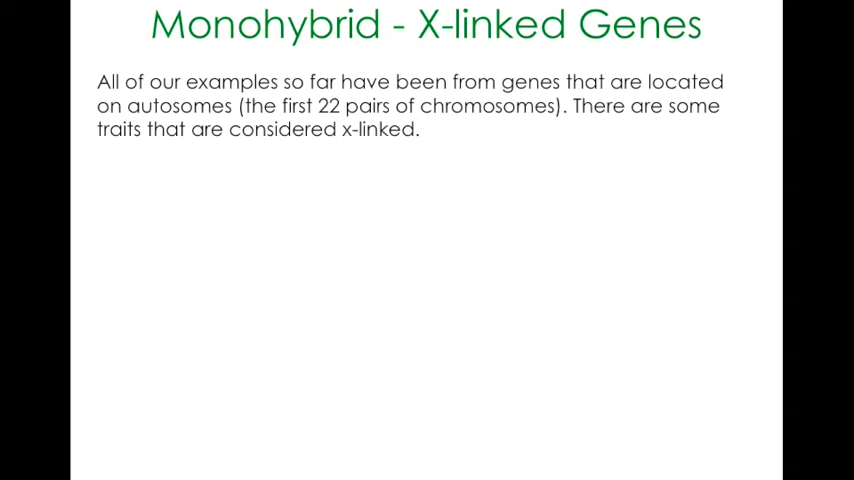 Monohybrid - X-linked Genes
All of our examples so far have been from genes that are located
on autosomes (the first 22 pairs of chromosomes). There are some
traits that are considered x-linked.